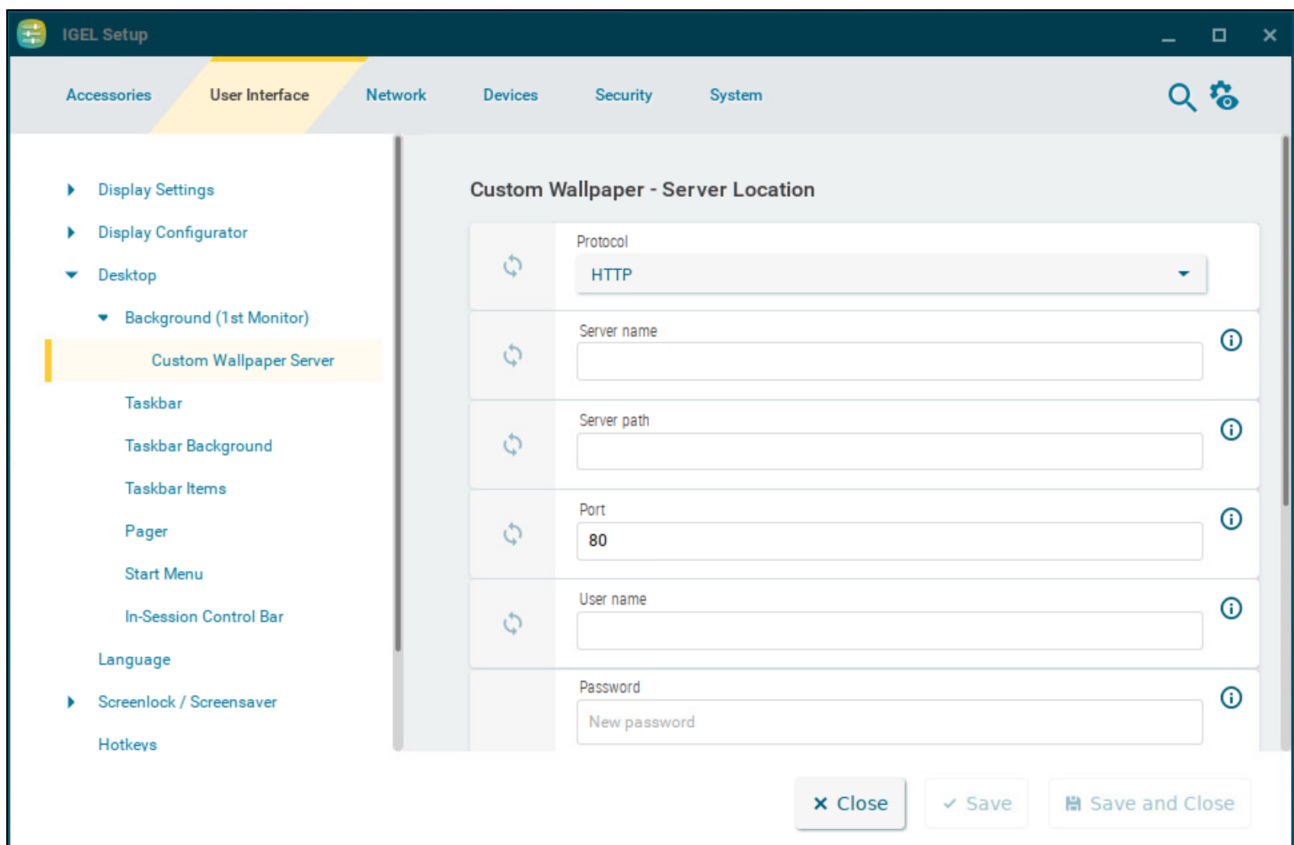 IGEL Setup
Accessories User Interface Network Devices Security System
Display Settings
Display Configurator
Desktop
Background (1st Monitor)
Custom Wallpaper Server
Taskbar
Taskbar Background
Taskbar Items
Pager
Start Menu
In-Session Control Bar
Language
Screenlock / Screensaver
Hotkeys
Custom Wallpaper - Server Location
Protocol
HTTP
Server name
Server path
Port
80
User name
Password
New password
Close Save Save and Close